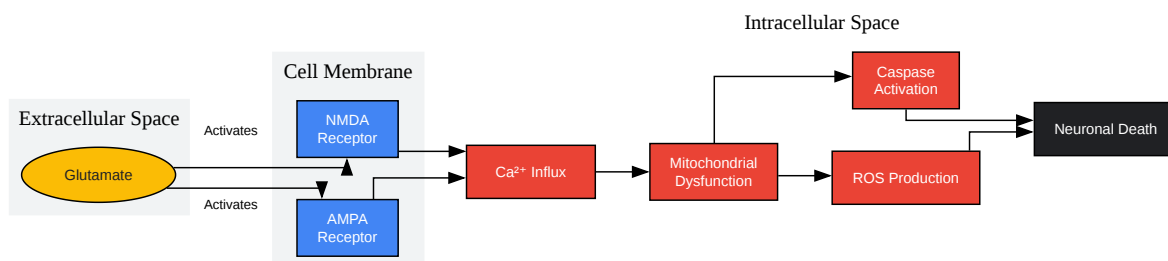 Intracellular Space
Cell Membrane
Extracellular Space
Activates
Glutamate
Activates
NMDA
Receptor
AMPA
Receptor
Ca²⁺ Influx
Mitochondrial
Dysfunction
Caspase
Activation
ROS Production
Neuronal Death